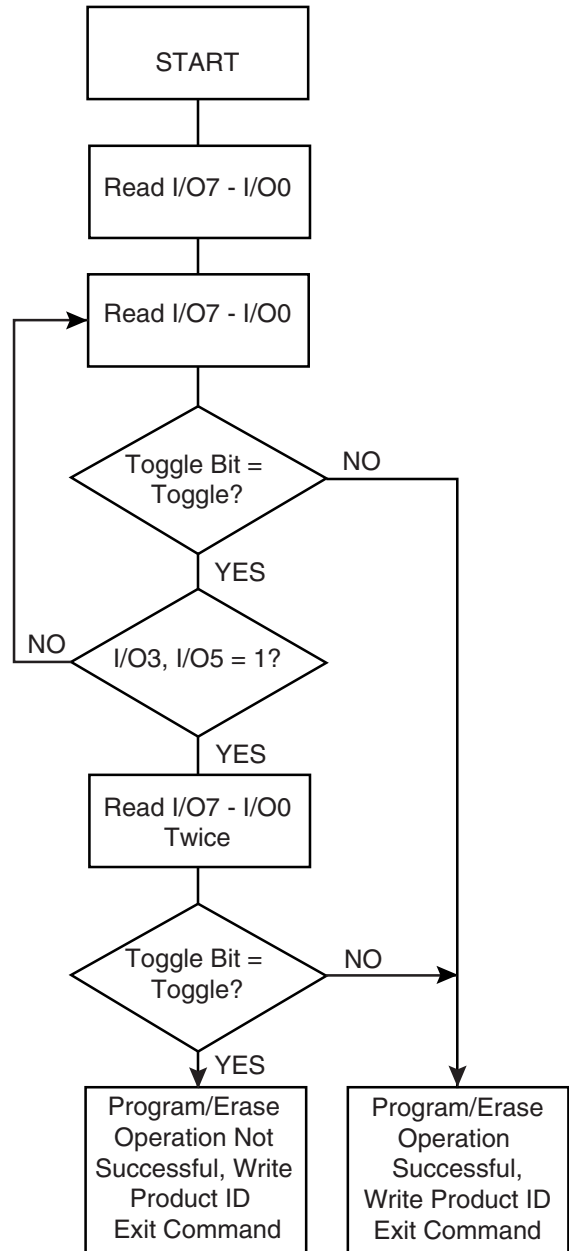 START
Read I/O7 - I/O0
Read I/O7 - I/O0
Toggle Bit =
Toggle?
NO
YES
NO
I/O3, I/O5 = 1?
YES
Read I/O7 - I/O0
Twice
Toggle Bit =
Toggle?
NO
YES
Program/Erase
Operation Not
Successful, Write
Product ID
Exit Command
Program/Erase
Operation
Successful,
Write Product ID
Exit Command